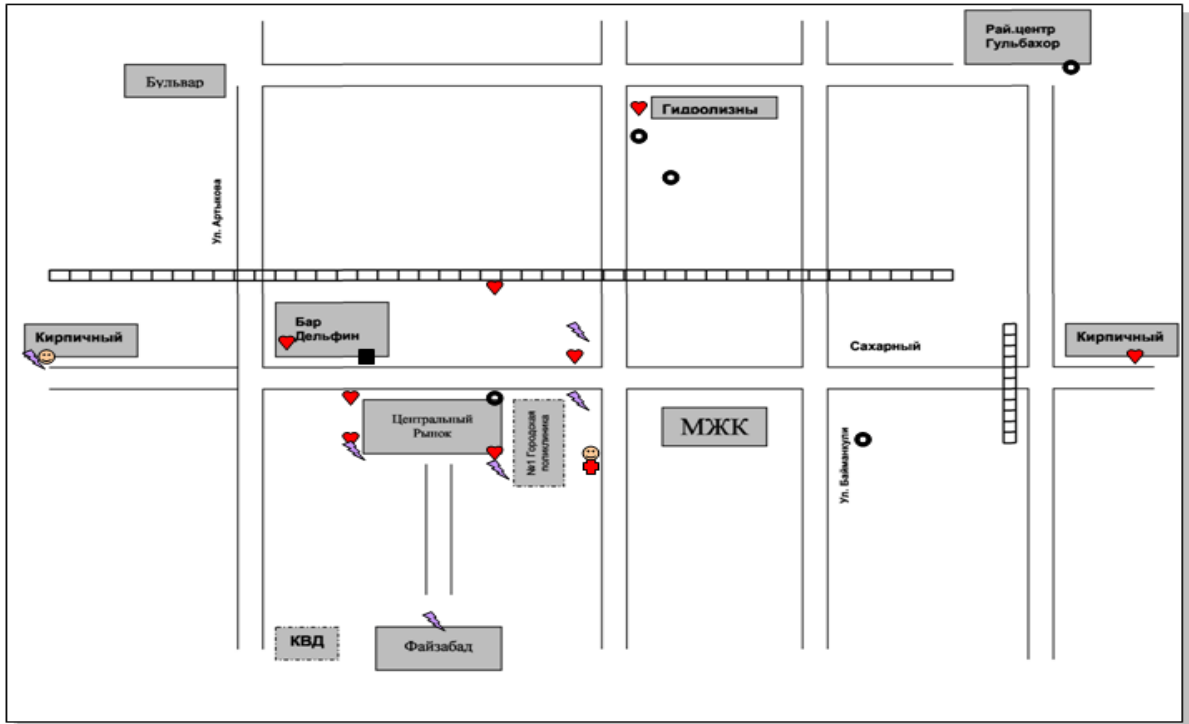 Рай.центр
Гульбахор
Бульвар
Гидролизны
Ул. Артыкова
Бар
Дельфин
Кирпичный
Сахарный
Кирпичный
Центральный
Рынок
№1 Городская
поликлиника
МЖК
Ул. Байманкули
КВД
Файзабад